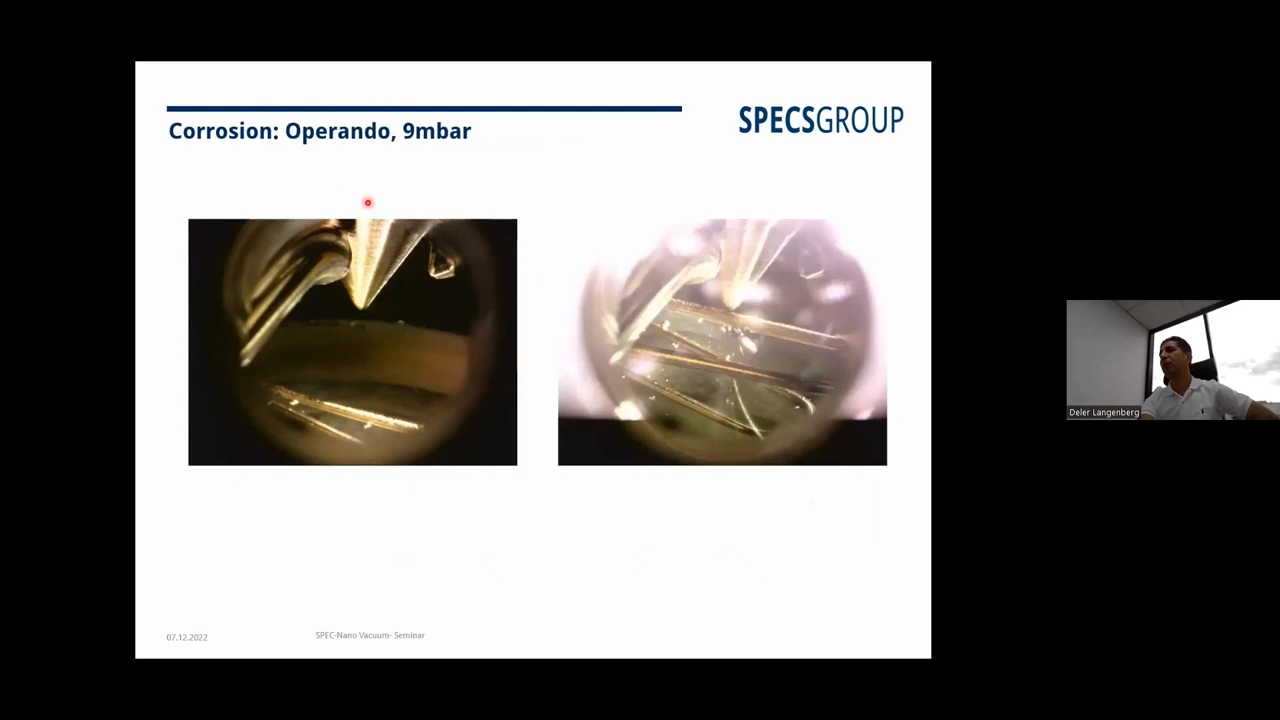 Corrosion: Operando, 9mbar
SPECSGROUP
Deler Langenberg
07.12.2022
SPEC-Nano Vacuum- Seminar